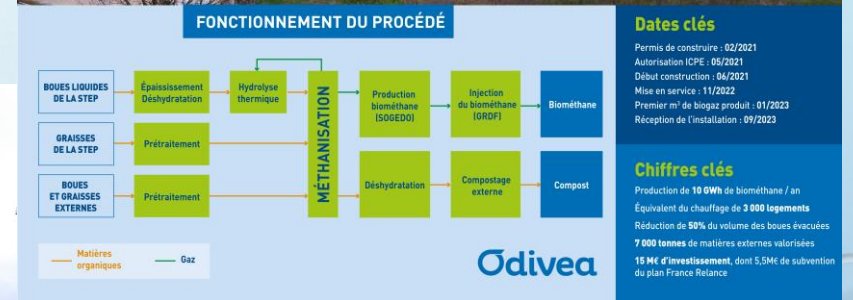 FONCTIONNEMENT DU PROCÉDÉ
BOUES LIQUIDES
DE LA STEP
Épaississement
Déshydratation
Hydrolyse
thermique
GRAISSES
DE LA STEP
Prétraitement
BOUES
ET GRAISSES
EXTERNES
Prétraitement
MÉTHANISATION
Production
biométhane
(SOGEDO)
Injection
du biométhane
(GRDF)
Biométhane
Déshydratation
Compostage
externe
Compost
Matières
organiques
Gaz
Odivea
Dates clés
Permis de construire : 02/2021
Autorisation ICPE : 05/2021
Début construction : 06/2021
Mise en service : 11/2022
Premier m³ de biogaz produit : 01/2023
Réception de l'installation : 09/2023
Chiffres clés
Production de 10 GWh de biométhane / an
Équivalent du chauffage de 3 000 logements
Réduction de 50% du volume des boues évacuées
7 000 tonnes de matières externes valorisées
15 M€ d'investissement, dont 5,5M€ de subvention
du plan France Relance